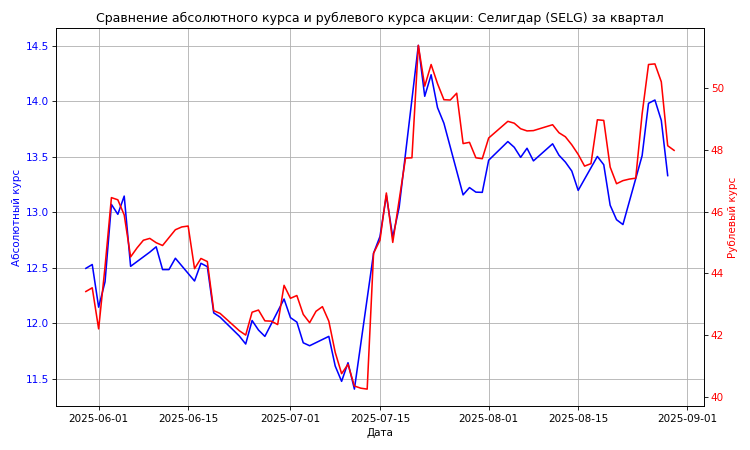 Сравнение абсолютного курса и рублевого курса акции: Селигдар (SELG) за квартал
14.5
14.0
13.5
13.0
12.5
12.0
11.5
Абсолютный курс
50
48
46
44
42
40
Рублевый курс
2025-06-01 2025-06-15 2025-07-01 2025-07-15 2025-08-01 2025-08-15 2025-09-01
Дата